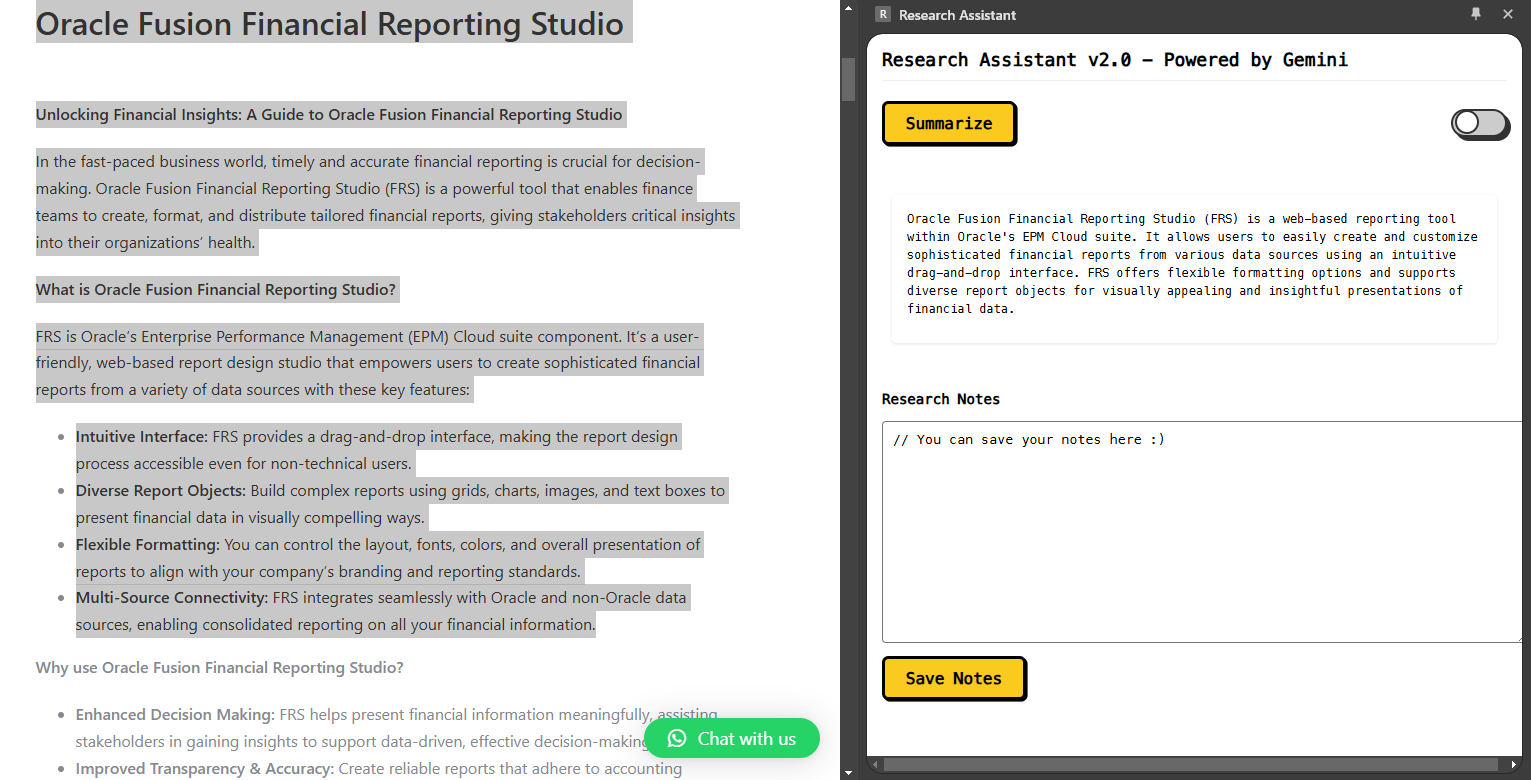 Oracle Fusion Financial Reporting Studio
Unlocking Financial Insights: A Guide to Oracle Fusion Financial Reporting Studio
In the fast-paced business world, timely and accurate financial reporting is crucial for decision-
making. Oracle Fusion Financial Reporting Studio (FRS) is a powerful tool that enables finance
teams to create, format, and distribute tailored financial reports, giving stakeholders critical insights
into their organizations’ health.
What is Oracle Fusion Financial Reporting Studio?
FRS is Oracle’s Enterprise Performance Management (EPM) Cloud suite component. It’s a user-
friendly, web-based report design studio that empowers users to create sophisticated financial
reports from a variety of data sources with these key features:
• Intuitive Interface: FRS provides a drag-and-drop interface, making the report design
process accessible even for non-technical users.
• Diverse Report Objects: Build complex reports using grids, charts, images, and text boxes to
present financial data in visually compelling ways.
• Flexible Formatting: You can control the layout, fonts, colors, and overall presentation of
reports to align with your company’s branding and reporting standards.
• Multi-Source Connectivity: FRS integrates seamlessly with Oracle and non-Oracle data
sources, enabling consolidated reporting on all your financial information.
Why use Oracle Fusion Financial Reporting Studio?
• Enhanced Decision Making: FRS helps present financial information meaningfully, assisting
stakeholders in gaining insights to support data-driven, effective decision-making
• Improved Transparency & Accuracy: Create reliable reports that adhere to accounting
Chat with us
R Research Assistant
Research Assistant v2.0 – Powered by Gemini
Summarize
Oracle Fusion Financial Reporting Studio (FRS) is a web-based reporting tool
within Oracle's EPM Cloud suite. It allows users to easily create and customize
sophisticated financial reports from various data sources using an intuitive
drag-and-drop interface. FRS offers flexible formatting options and supports
diverse report objects for visually appealing and insightful presentations of
financial data.
Research Notes
// You can save your notes here :)
Save Notes